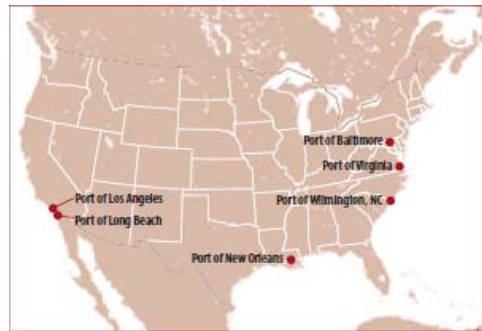 Port of Baltimore
Port of Virginia
Port of Los Angeles
Port of Wilmington, NC
Port of Long Beach
Port of New Orleans